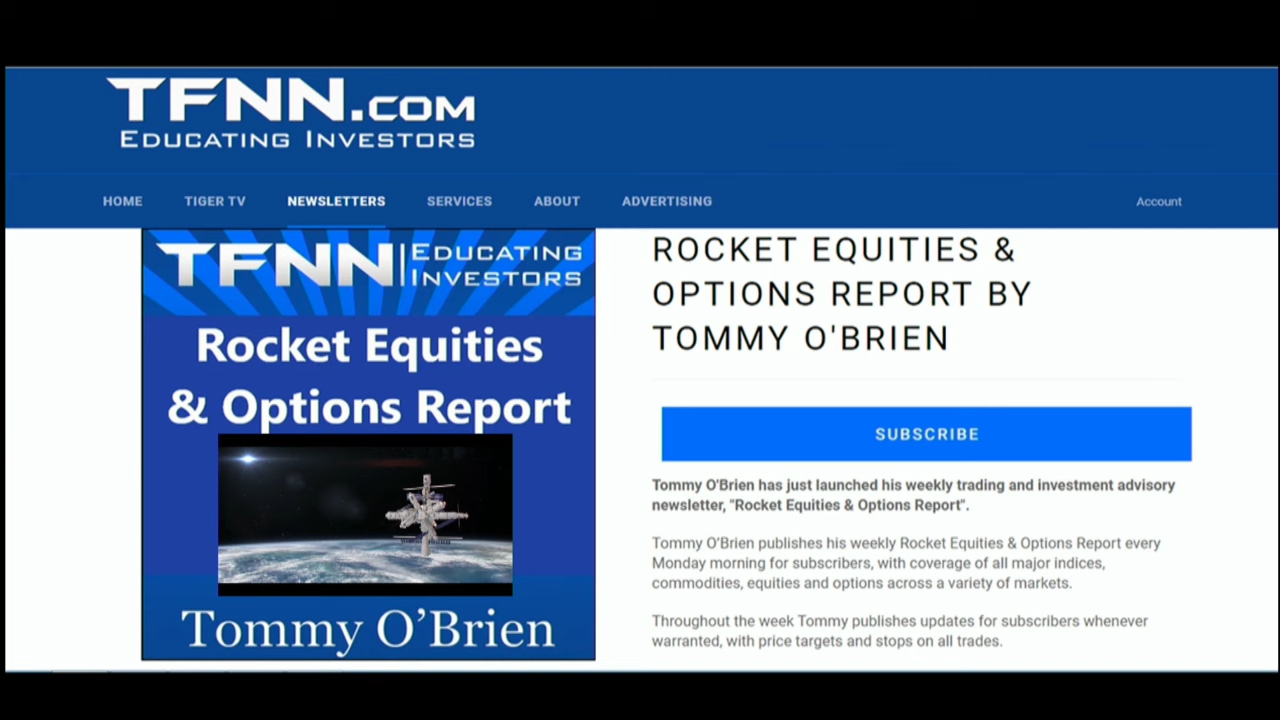 TFNN.COM
EDUCATING INVESTORS
HOME TIGER TV NEWSLETTERS SERVICES ABOUT ADVERTISING Account
TFNN | EDUCATING
INVESTORS
Rocket Equities
& Options Report
Tommy O’Brien
ROCKET EQUITIES &
OPTIONS REPORT BY
TOMMY O'BRIEN
SUBSCRIBE
Tommy O'Brien has just launched his weekly trading and investment advisory
newsletter, "Rocket Equities & Options Report".
Tommy O’Brien publishes his weekly Rocket Equities & Options Report every
Monday morning for subscribers, with coverage of all major indices,
commodities, equities and options across a variety of markets.
Throughout the week Tommy publishes updates for subscribers whenever
warranted, with price targets and stops on all trades.